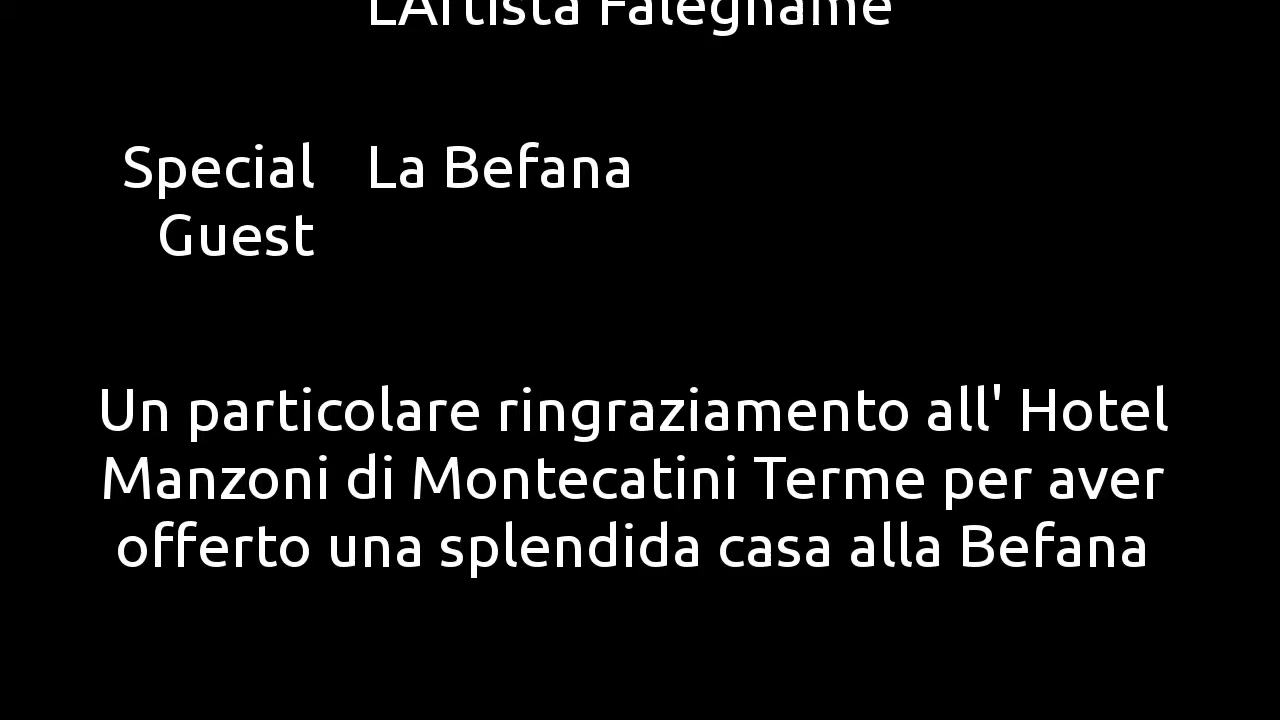 LArtista Falegname
Special La Befana
Guest
Un particolare ringraziamento all' Hotel
Manzoni di Montecatini Terme per aver
offerto una splendida casa alla Befana